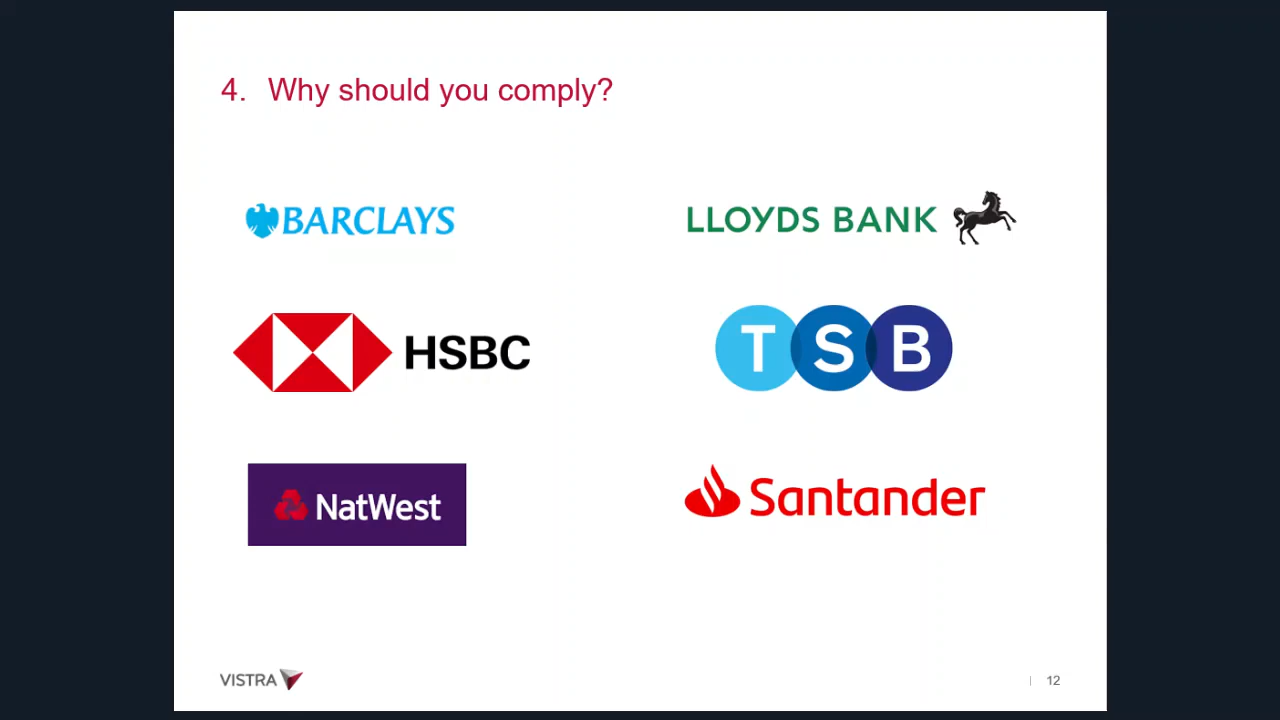 4. Why should you comply?
BARCLAYS
LLOYDS BANK
HSBC
TSB
NatWest
Santander
VISTRA
12